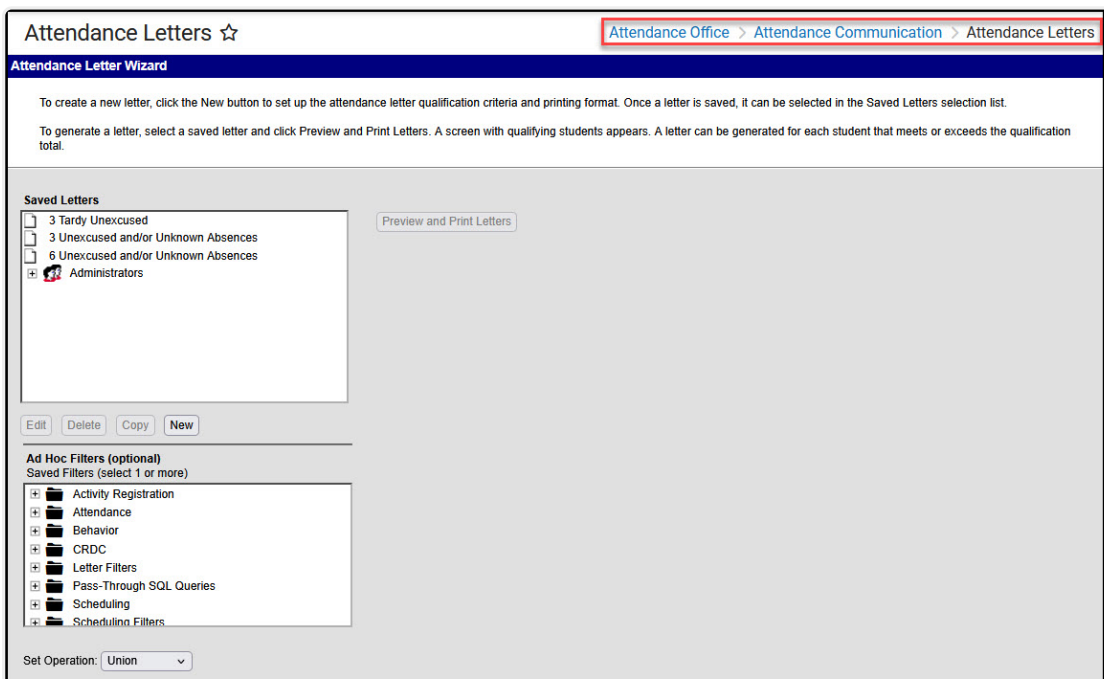 Attendance Letters ☆
Attendance Office > Attendance Communication > Attendance Letters
Attendance Letter Wizard
To create a new letter, click the New button to set up the attendance letter qualification criteria and printing format. Once a letter is saved, it can be selected in the Saved Letters selection list.
To generate a letter, select a saved letter and click Preview and Print Letters. A screen with qualifying students appears. A letter can be generated for each student that meets or exceeds the qualification
total.
Saved Letters
3 Tardy Unexcused
3 Unexcused and/or Unknown Absences
6 Unexcused and/or Unknown Absences
Administrators
Preview and Print Letters
Edit Delete Copy New
Ad Hoc Filters (optional)
Saved Filters (select 1 or more)
Activity Registration
Attendance
Behavior
CRDC
Letter Filters
Pass-Through SQL Queries
Scheduling
Scheduling Filters
Set Operation: Union